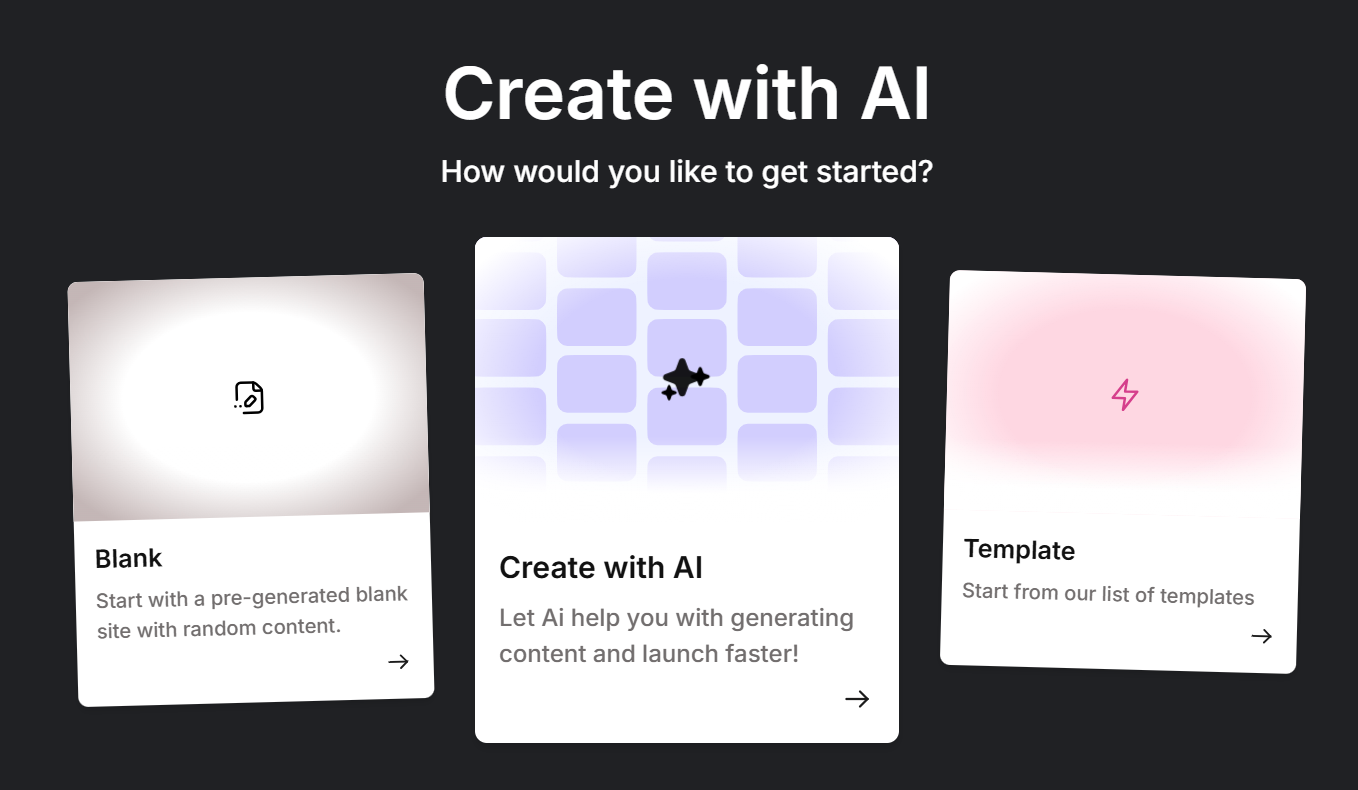 Create with AI
How would you like to get started?
Blank
Start with a pre-generated blank
site with random content.
Create with AI
Let Ai help you with generating
content and launch faster!
Template
Start from our list of templates